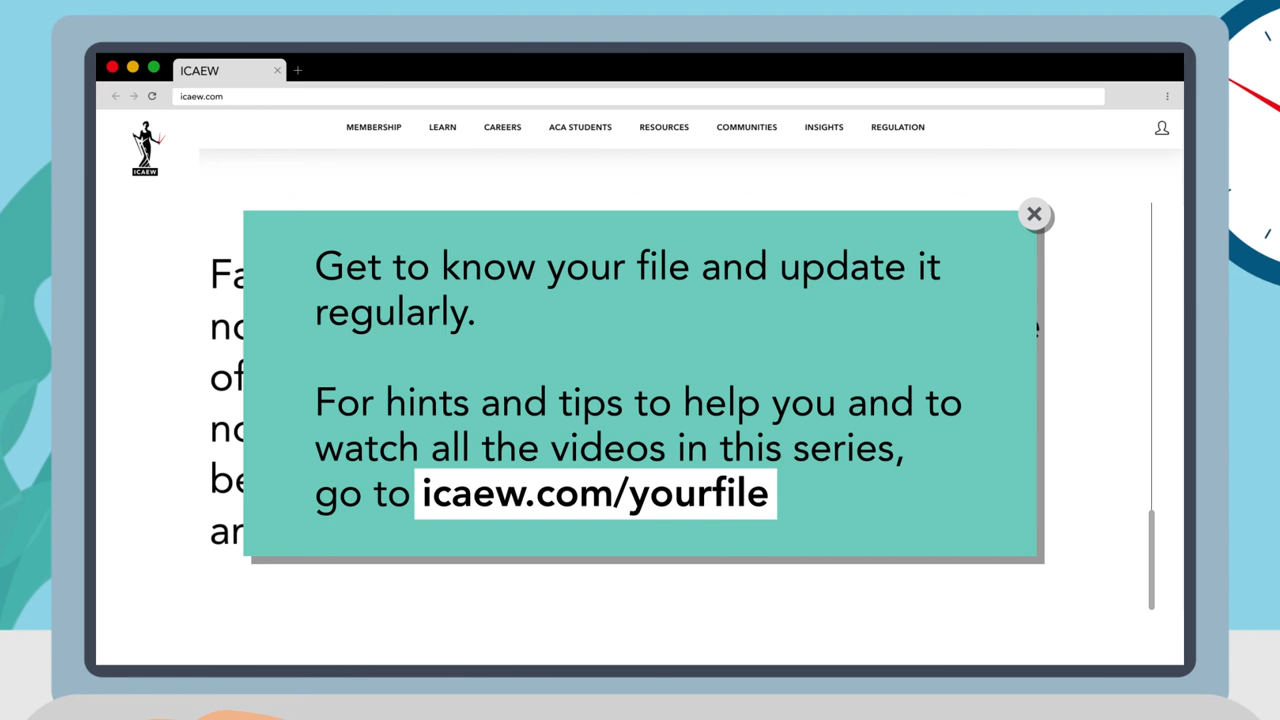 ICAEW
icaew.com
MEMBERSHIP LEARN CAREERS ACA STUDENTS RESOURCES COMMUNITIES INSIGHTS REGULATION
ICAEW
Get to know your file and update it
regularly.
For hints and tips to help you and to
watch all the videos in this series,
go to icaew.com/yourfile